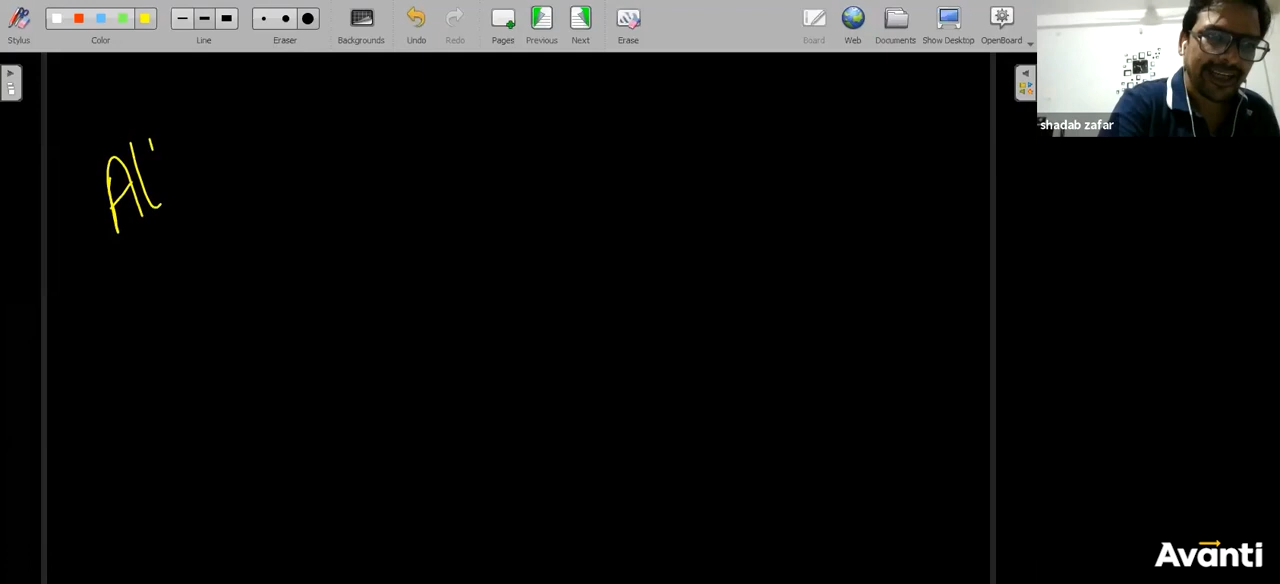 Stylus Color Line Eraser Backgrounds Undo Redo Pages Previous Next Erase Board Web Documents Show Desktop OpenBoard
shadab zafar
Avanti